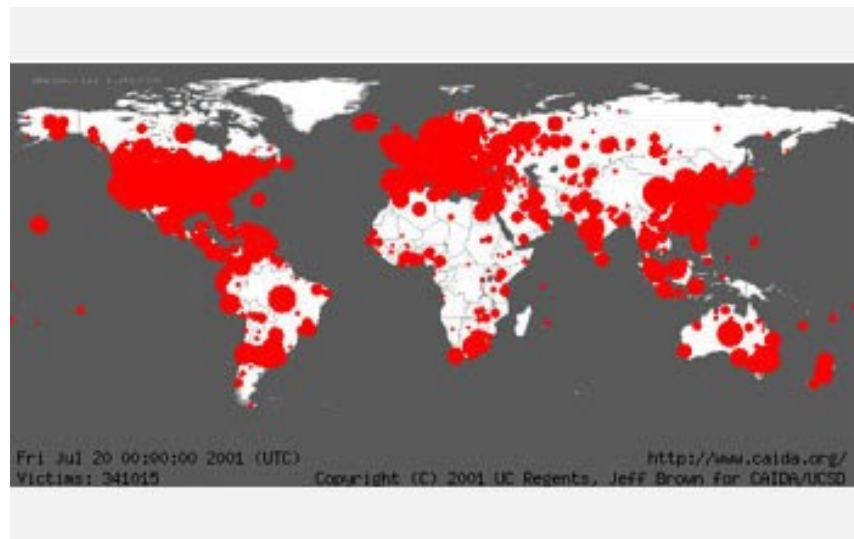 Fri Jul 20 00:00:00 2001 (UTC)
http://www.caida.org/
Victims: 341015
Copyright (C) 2001 UC Regents, Jeff Brown for CAIDA/UCSD